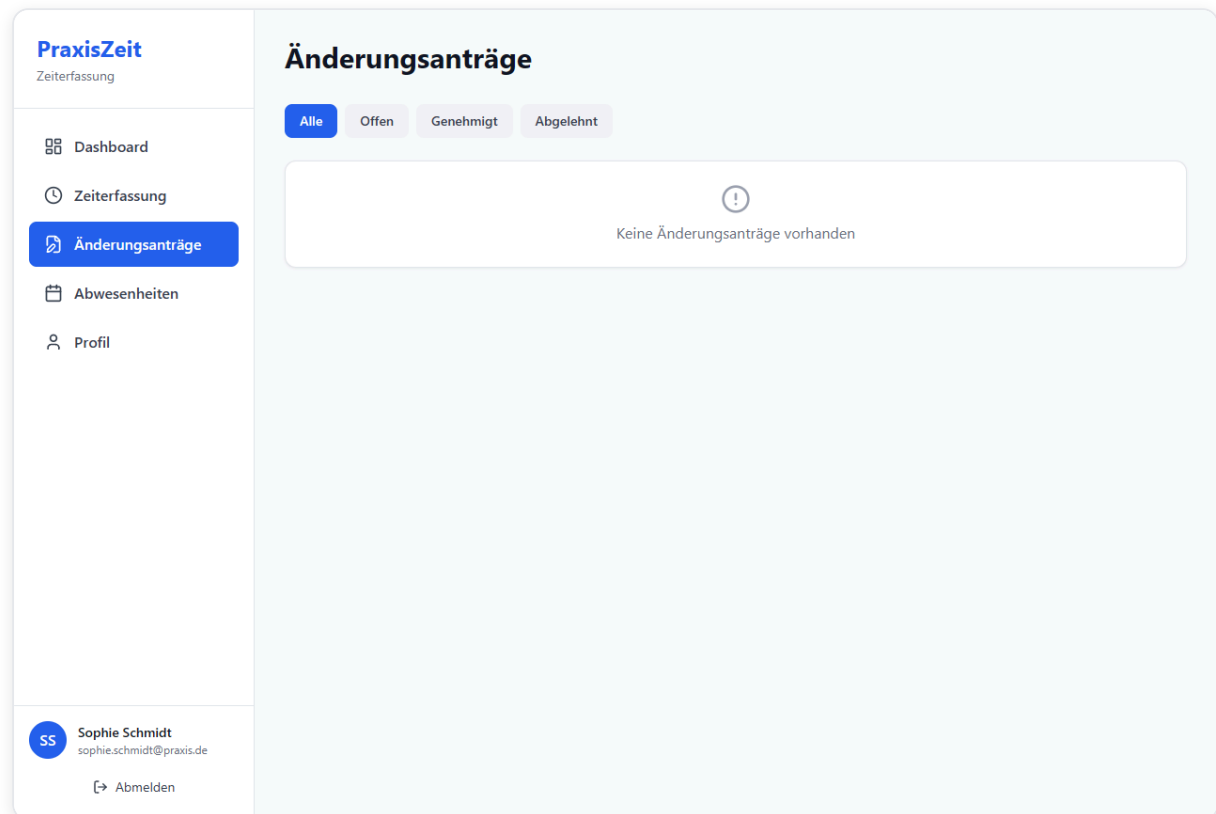 PraxisZeit
Zeiterfassung
Dashboard
Zeiterfassung
Änderungsanträge
Abwesenheiten
Profil
SS
Sophie Schmidt
sophie.schmidt@praxis.de
Abmelden
Änderungsanträge
Alle Offen Genehmigt Abgelehnt
Keine Änderungsanträge vorhanden